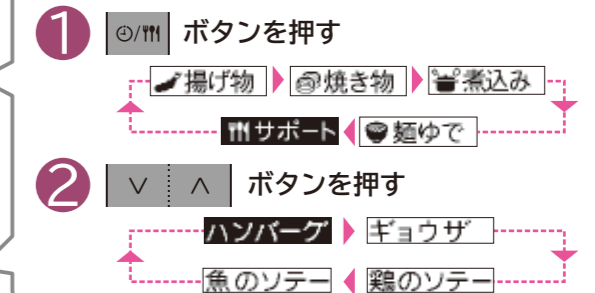 1 ボタンを押す
揚げ物 焼き物 煮込み
サポート 麺ゆで
2 ∨ ∧ ボタンを押す
ハンバーグ ギョウザ
魚のソテー 鶏のソテー